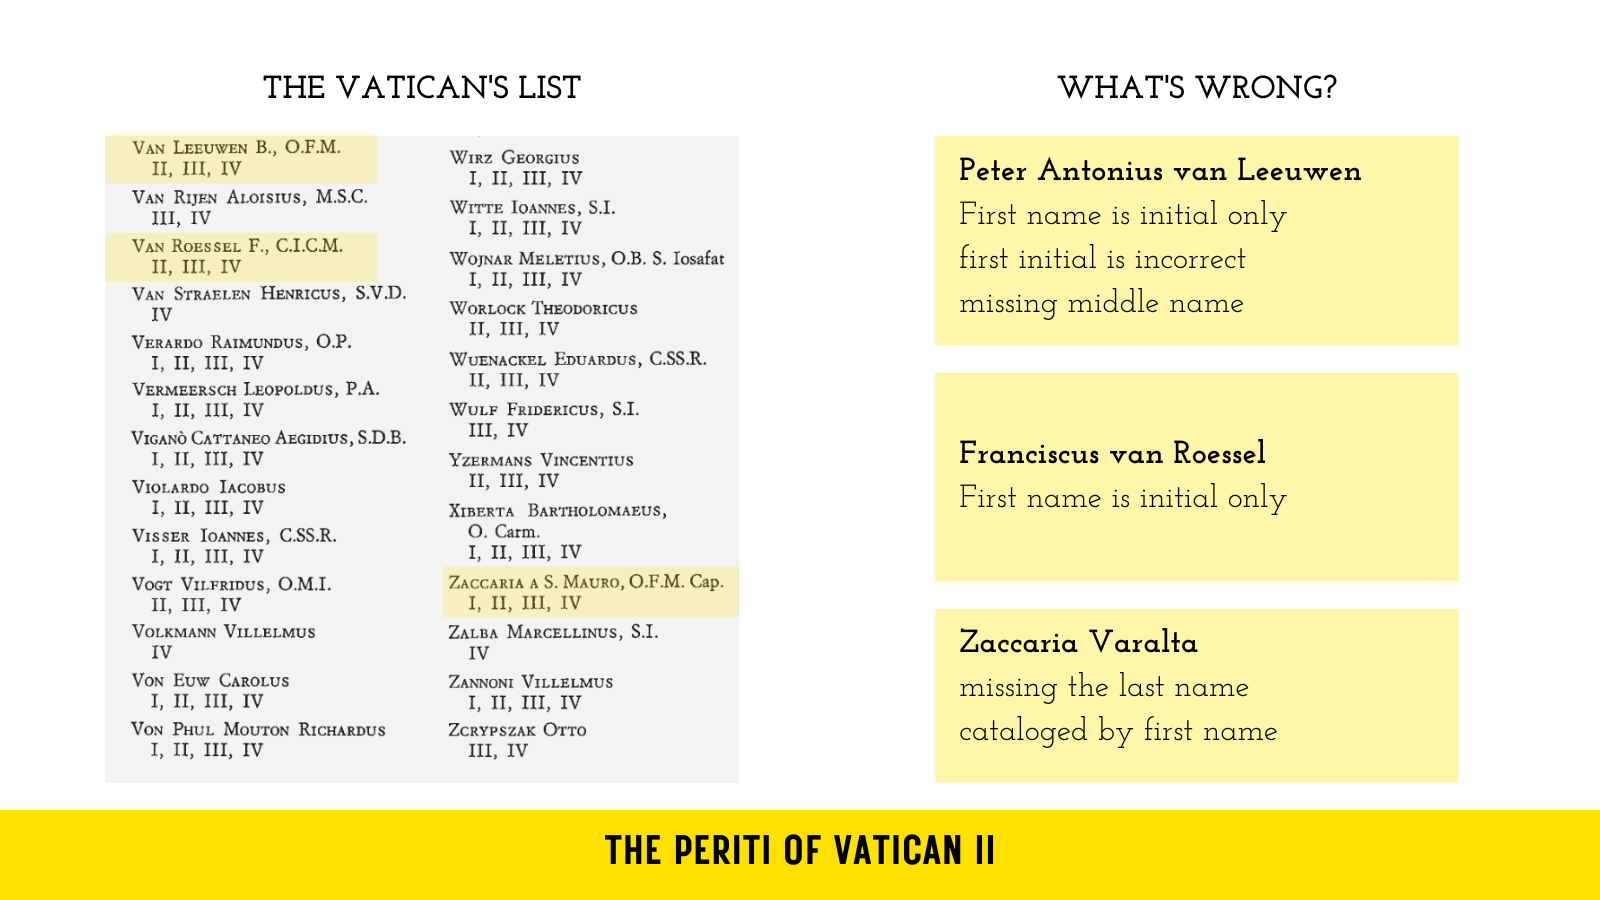 THE VATICAN'S LIST
VAN LEEUWEN B., O.F.M.
II, III, IV
VAN RIJEN ALOISIUS, M.S.C.
III, IV
VAN ROESSEL F., C.I.C.M.
II, III, IV
VAN STRAELEN HENRICUS, S.V.D.
IV
VERARDO RAIMUNDUS, O.P.
I, II, III, IV
VERMEERSCH LEOPOLDUS, P.A.
I, II, III, IV
VIGANÒ CATTANEO AEGIDIUS, S.D.B.
I, II, III, IV
VIOLARDO IACOBUS
I, II, III, IV
VISSER IOANNES, C.SS.R.
I, II, III, IV
VOGT VILFRIDUS, O.M.I.
II, III, IV
VOLKMANN VILLELMUS
IV
VON EUW CAROLUS
I, II, III, IV
VON PHUL MOUTON RICHARDUS
I, II, III, IV
WIRZ GEORGIUS
I, II, III, IV
WITTE IOANNES, S.I.
I, II, III, IV
WOJNAR MELETIUS, O.B. S. Iosafat
I, II, III, IV
WORLOCK THEODORICUS
II, III, IV
WUENACKEL EDUARDUS, C.SS.R.
II, III, IV
WULF FRIDERICUS, S.I.
III, IV
YZERMANS VINCENTIUS
II, III, IV
XIBERTA BARTHOLOMAEUS,
O. Carm.
I, II, III, IV
ZACCARIA A S. MAURO, O.F.M. Cap.
I, II, III, IV
ZALBA MARCELLINUS, S.I.
IV
ZANNONI VILLELMUS
I, II, III, IV
ZCRYPSZAK OTTO
III, IV
WHAT'S WRONG?
Peter Antonius van Leeuwen
First name is initial only
first initial is incorrect
missing middle name
Franciscus van Roessel
First name is initial only
Zaccaria Varalta
missing the last name
cataloged by first name
THE PERITI OF VATICAN II